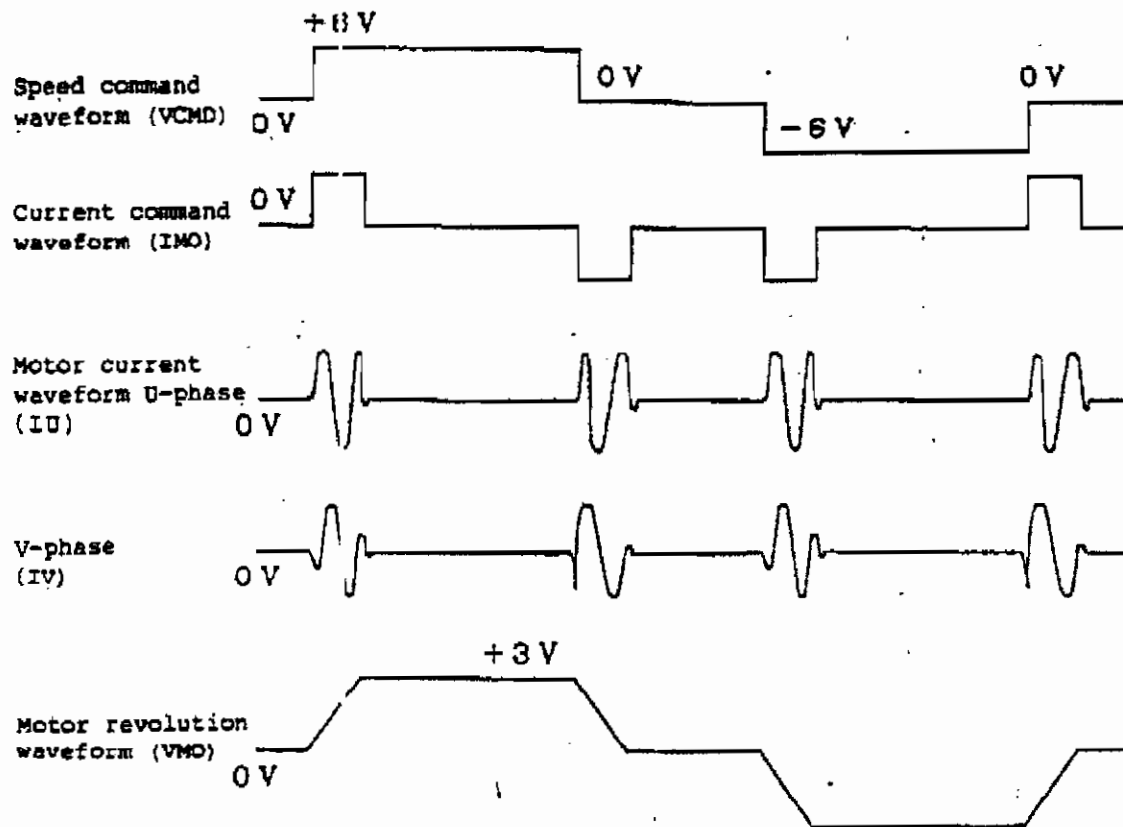 Speed command
waveform (VCMD)
0 V
0 V
- 6 V
0 V
Current command
waveform (IMO)
0 V
Motor current
waveform U-phase
(IU)
0 V
V-phase
(IV)
0 V
+ 3 V
Motor revolution
waveform (VMO)
0 V